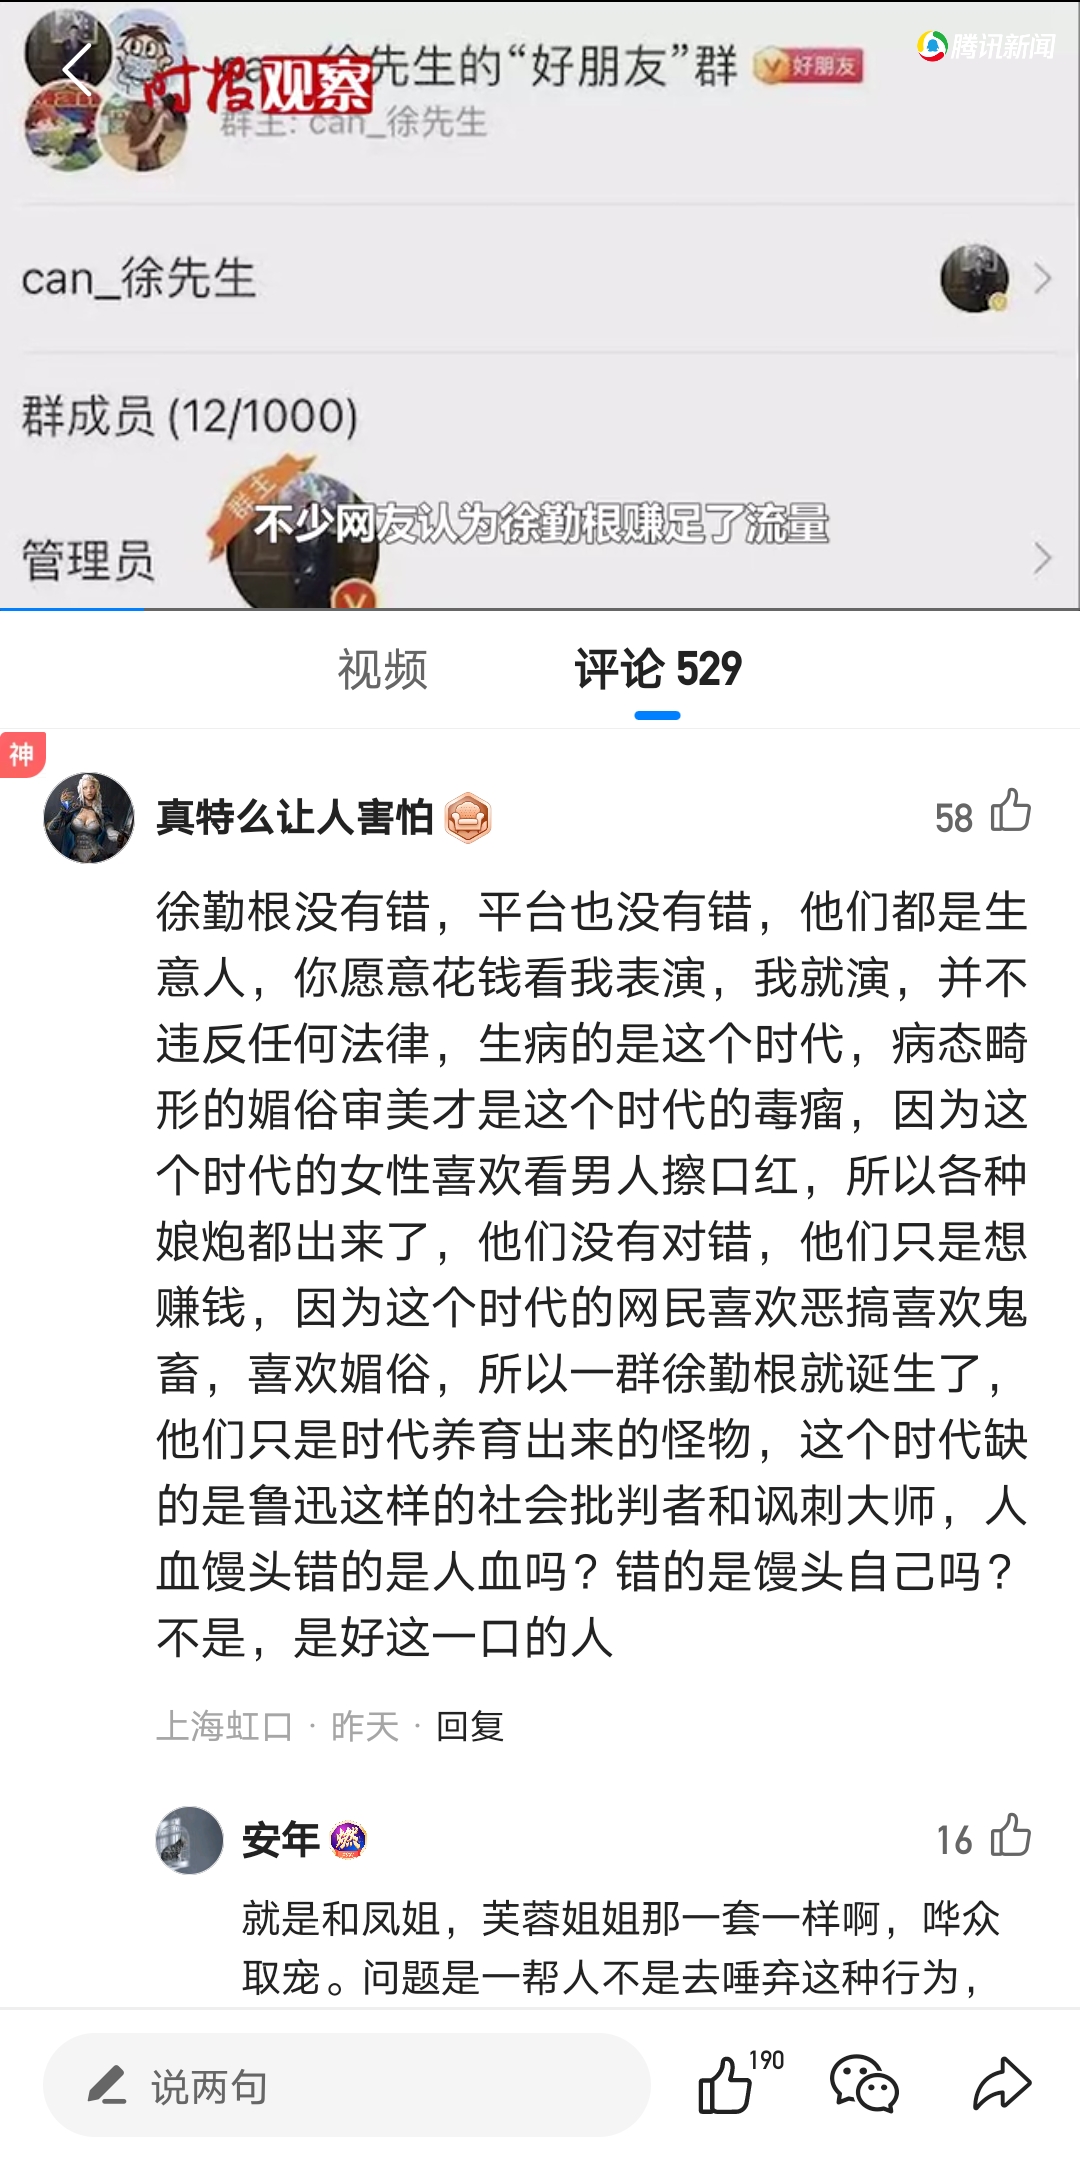 腾讯新闻
时报观察
can_徐先生的“好朋友”群
好朋友
群主: can_徐先生
can_徐先生
群成员 (12/1000)
群主
不少网友认为徐勤根赚足了流量
管理员
视频
评论 529
神
真特么让人害怕
58
徐勤根没有错，平台也没有错，他们都是生
意人，你愿意花钱看我表演，我就演，并不
违反任何法律，生病的是这个时代，病态畸
形的媚俗审美才是这个时代的毒瘤，因为这
个时代的女性喜欢看男人擦口红，所以各种
娘炮都出来了，他们没有对错，他们只是想
赚钱，因为这个时代的网民喜欢恶搞喜欢鬼
畜，喜欢媚俗，所以一群徐勤根就诞生了，
他们只是时代养育出来的怪物，这个时代缺
的是鲁迅这样的社会批判者和讽刺大师，人
血馒头错的是人血吗？错的是馒头自己吗？
不是，是好这一口的人
上海虹口 · 昨天 · 回复
安年
燃
16
就是和凤姐，芙蓉姐姐那一套一样啊，哗众
取宠。问题是一帮人不是去唾弃这种行为，
说两句
190